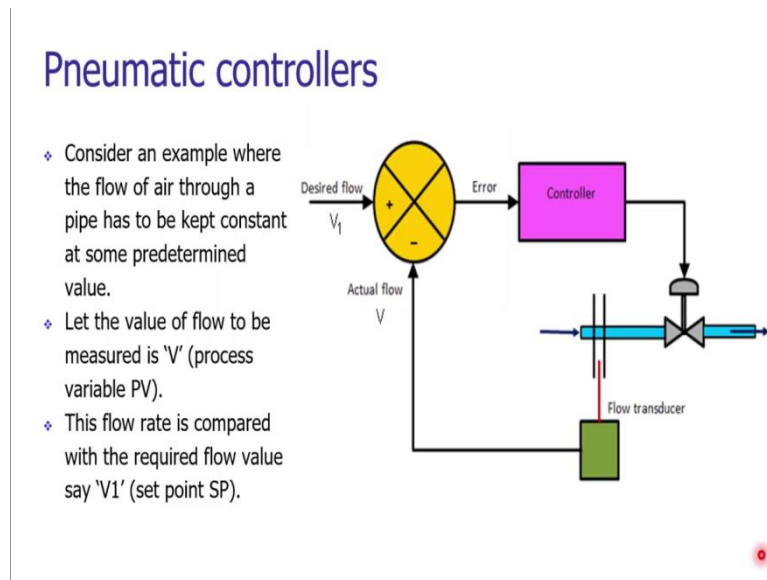 Pneumatic controllers
❖ Consider an example where
the flow of air through a
pipe has to be kept constant
at some predetermined
value.
❖ Let the value of flow to be
measured is ‘V’ (process
variable PV).
❖ This flow rate is compared
with the required flow value
say ‘V1’ (set point SP).
Desired flow
V₁
+
−
Error
Controller
Actual flow
V
Flow transducer